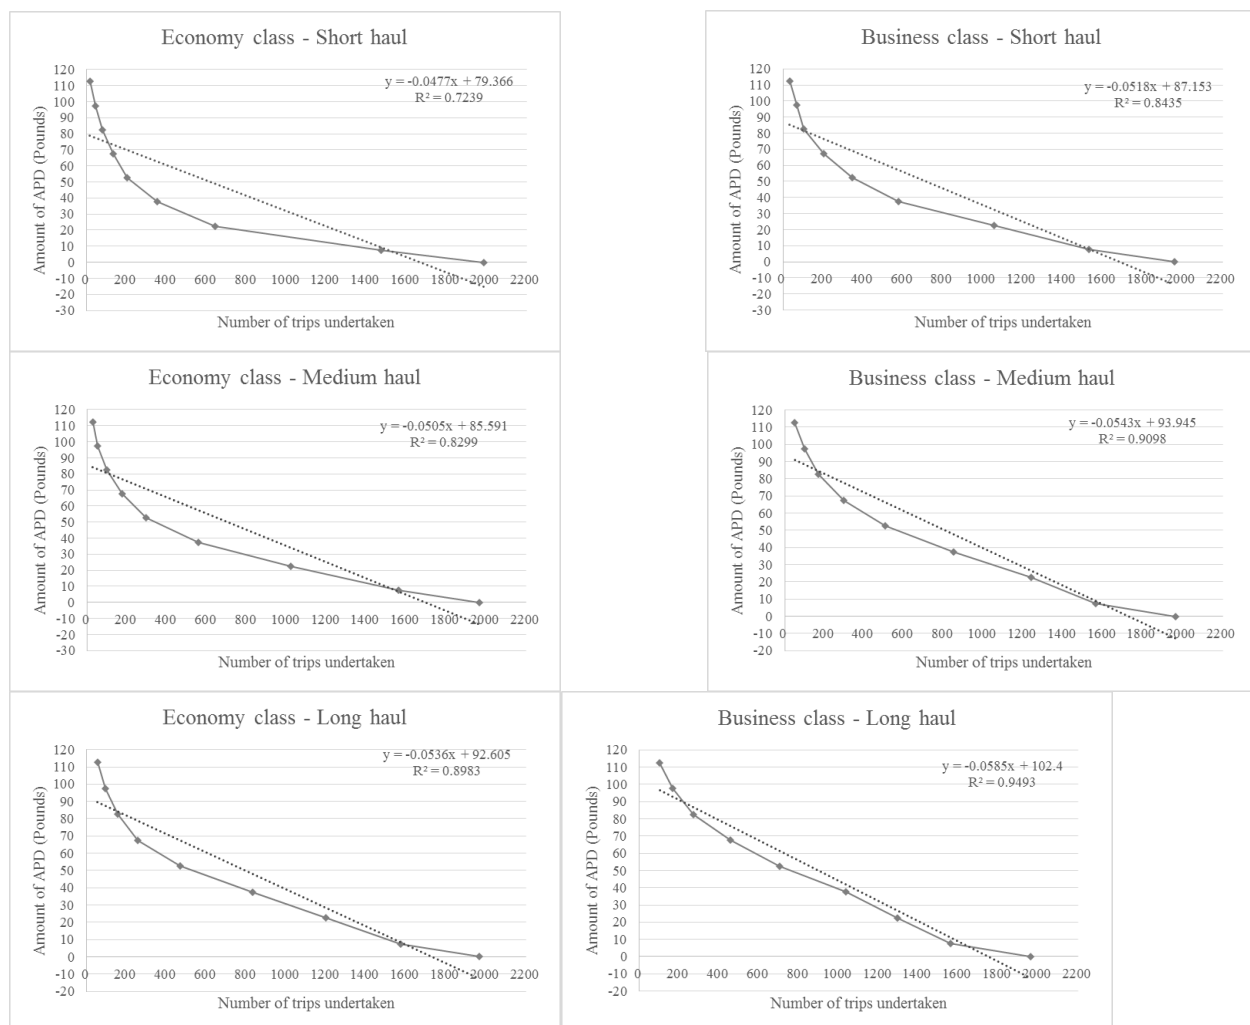 Economy class - Short haul
y = -0.0477x + 79.366
R² = 0.7239
Amount of APD (Pounds)
120
110
100
90
80
70
60
50
40
30
20
10
0
-10
-20
-30
0 200 400 600 800 1000 1200 1400 1600 1800 2000 2200
Number of trips undertaken
Business class - Short haul
y = -0.0518x + 87.153
R² = 0.8435
Amount of APD (Pounds)
120
110
100
90
80
70
60
50
40
30
20
10
0
-10
-20
-30
0 200 400 600 800 1000 1200 1400 1600 1800 2000 2200
Number of trips undertaken
Economy class - Medium haul
y = -0.0505x + 85.591
R² = 0.8299
Amount of APD (Pounds)
120
110
100
90
80
70
60
50
40
30
20
10
0
-10
-20
-30
0 200 400 600 800 1000 1200 1400 1600 1800 2000 2200
Number of trips undertaken
Business class - Medium haul
y = -0.0543x + 93.945
R² = 0.9098
Amount of APD (Pounds)
120
110
100
90
80
70
60
50
40
30
20
10
0
-10
-20
0 200 400 600 800 1000 1200 1400 1600 1800 2000 2200
Number of trips undertaken
Economy class - Long haul
y = -0.0536x + 92.605
R² = 0.8983
Amount of APD (Pounds)
120
110
100
90
80
70
60
50
40
30
20
10
0
-10
-20
0 200 400 600 800 1000 1200 1400 1600 1800 2000 2200
Number of trips undertaken
Business class - Long haul
y = -0.0585x + 102.4
R² = 0.9493
Amount of APD (Pounds)
120
110
100
90
80
70
60
50
40
30
20
10
0
-10
-20
0 200 400 600 800 1000 1200 1400 1600 1800 2000 2200
Number of trips undertaken